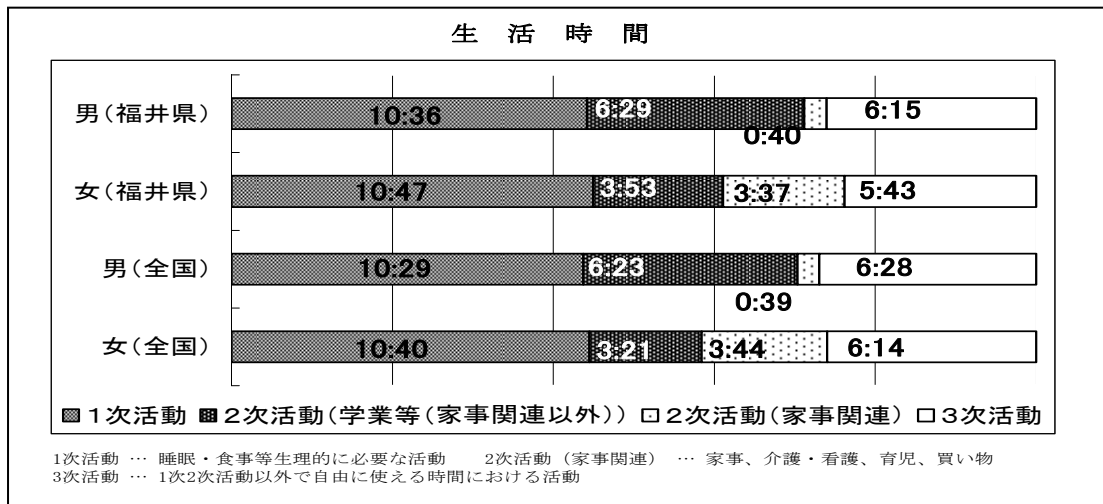 生活時間
男(福井県) 10:36 6:29 0:40 6:15
女(福井県) 10:47 3:53 3:37 5:43
男(全国) 10:29 6:23 0:39 6:28
女(全国) 10:40 3:21 3:44 6:14
1次活動 2次活動(学業等(家事関連以外)) 2次活動(家事関連) 3次活動
1次活動 … 睡眠・食事等生理的に必要な活動 2次活動（家事関連） … 家事、介護・看護、育児、買い物
3次活動 … 1次2次活動以外で自由に使える時間における活動